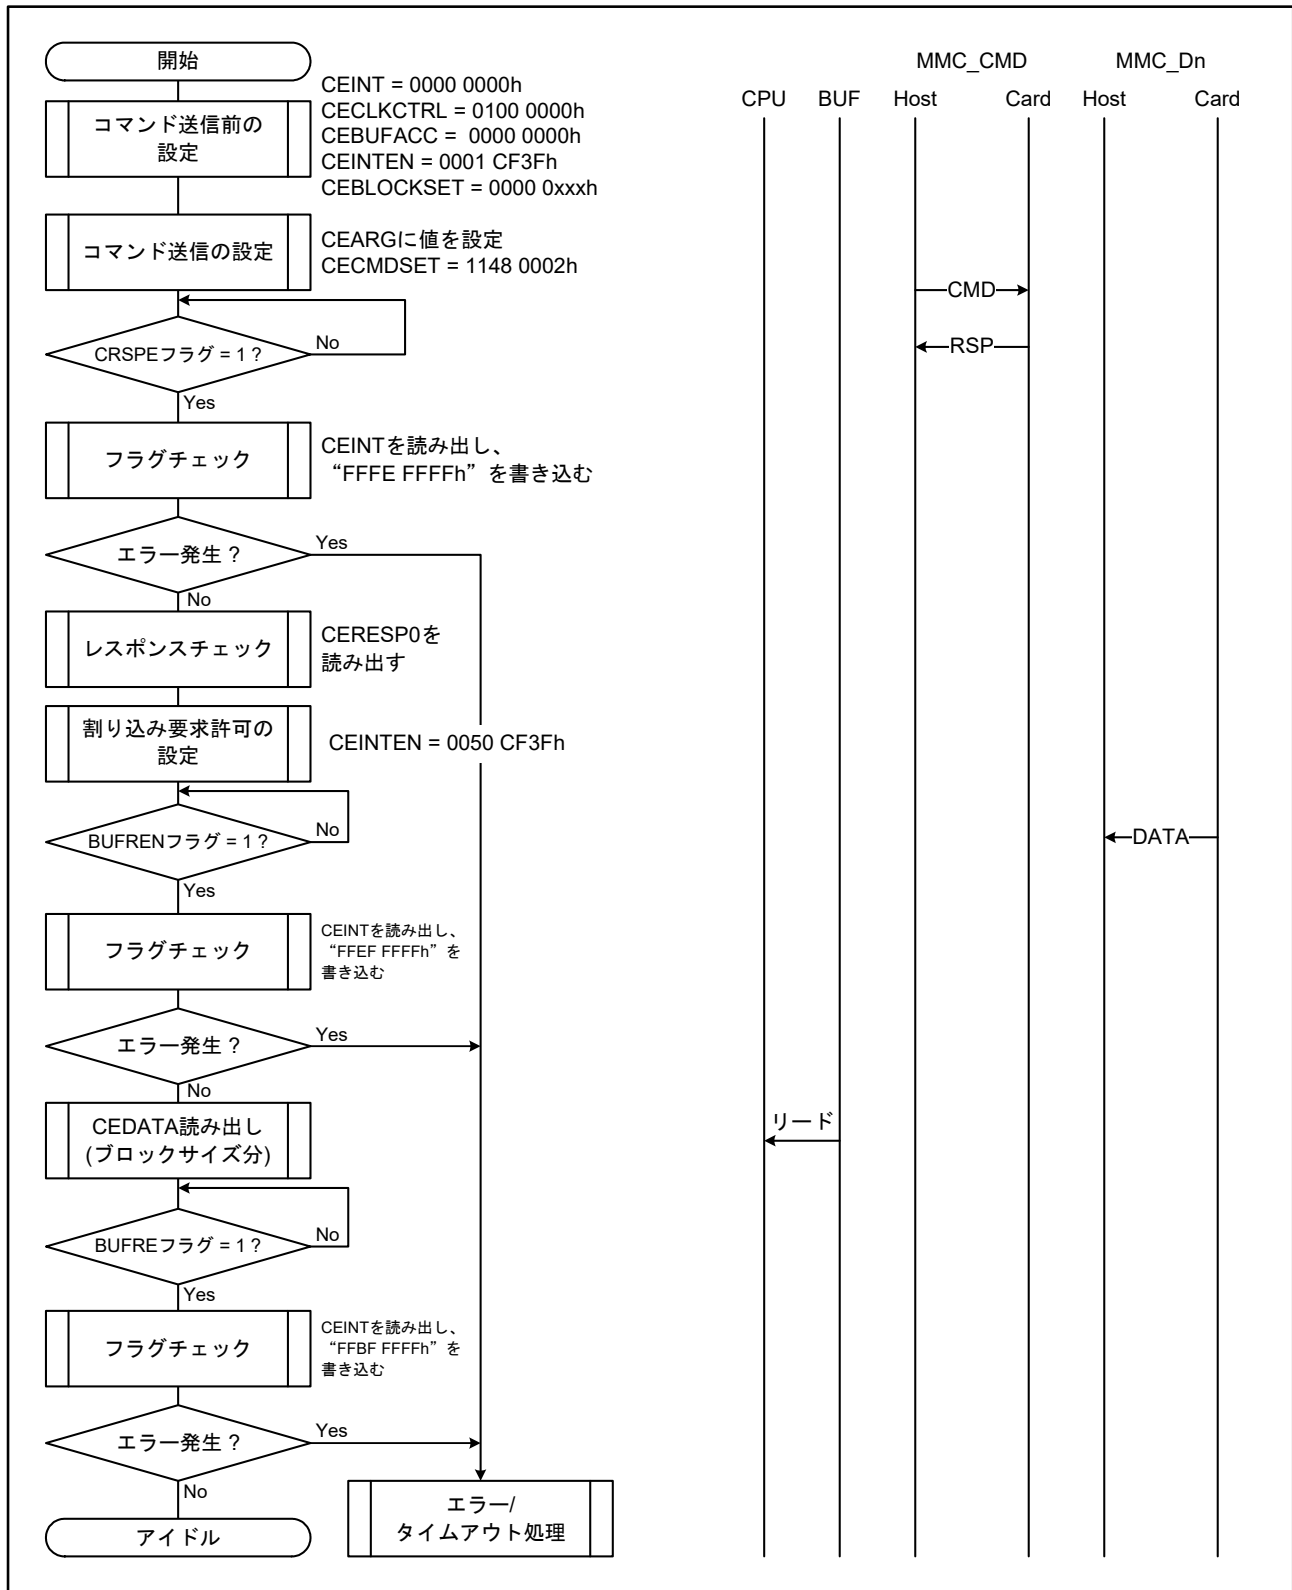 開始
CEINT = 0000 0000h
CECLKCTRL = 0100 0000h
CEBUFACC =  0000 0000h
CEINTEN = 0001 CF3Fh
CEBLOCKSET = 0000 0xxxh
コマンド送信前の
設定
コマンド送信の設定
CEARGに値を設定
CECMDSET = 1148 0002h
CRSPEフラグ = 1 ?
No
Yes
フラグチェック
CEINTを読み出し、
“FFFE FFFFh”を書き込む
エラー発生 ?
Yes
No
レスポンスチェック
CERESP0を
読み出す
割り込み要求許可の
設定
CEINTEN = 0050 CF3Fh
BUFRENフラグ = 1 ?
No
Yes
フラグチェック
CEINTを読み出し、
“FFEF FFFFh”を
書き込む
エラー発生 ?
Yes
No
CEDATA読み出し
(ブロックサイズ分)
BUFREフラグ = 1 ?
No
Yes
フラグチェック
CEINTを読み出し、
“FFBF FFFFh”を
書き込む
エラー発生 ?
Yes
No
アイドル
エラー/
タイムアウト処理
MMC_CMD
MMC_Dn
CPU
BUF
Host
Card
Host
Card
CMD
RSP
DATA
リード